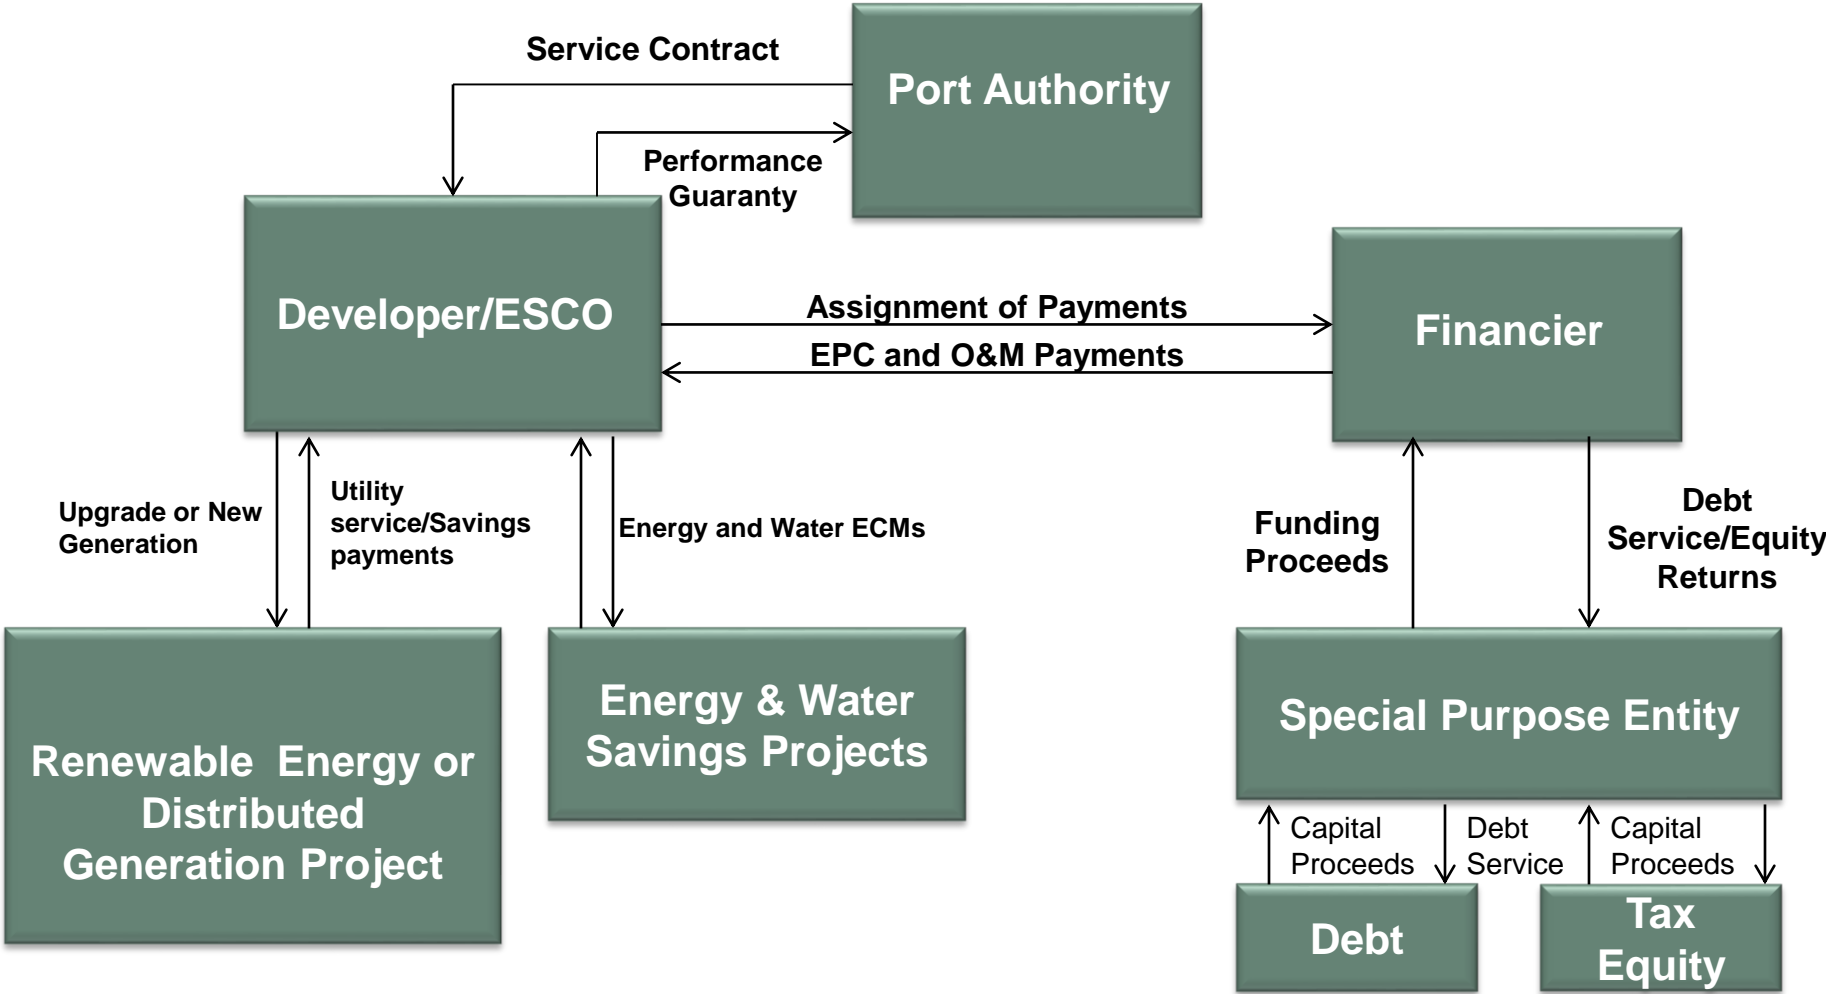 Service Contract
Port Authority
Performance
Guaranty
Developer/ESCO
Assignment of Payments
EPC and O&M Payments
Financier
Upgrade or New
Generation
Utility
service/Savings
payments
Energy and Water ECMs
Funding
Proceeds
Debt
Service/Equity
Returns
Renewable Energy or
Distributed
Generation Project
Energy & Water
Savings Projects
Special Purpose Entity
Capital
Proceeds
Debt
Service
Capital
Proceeds
Debt
Tax
Equity